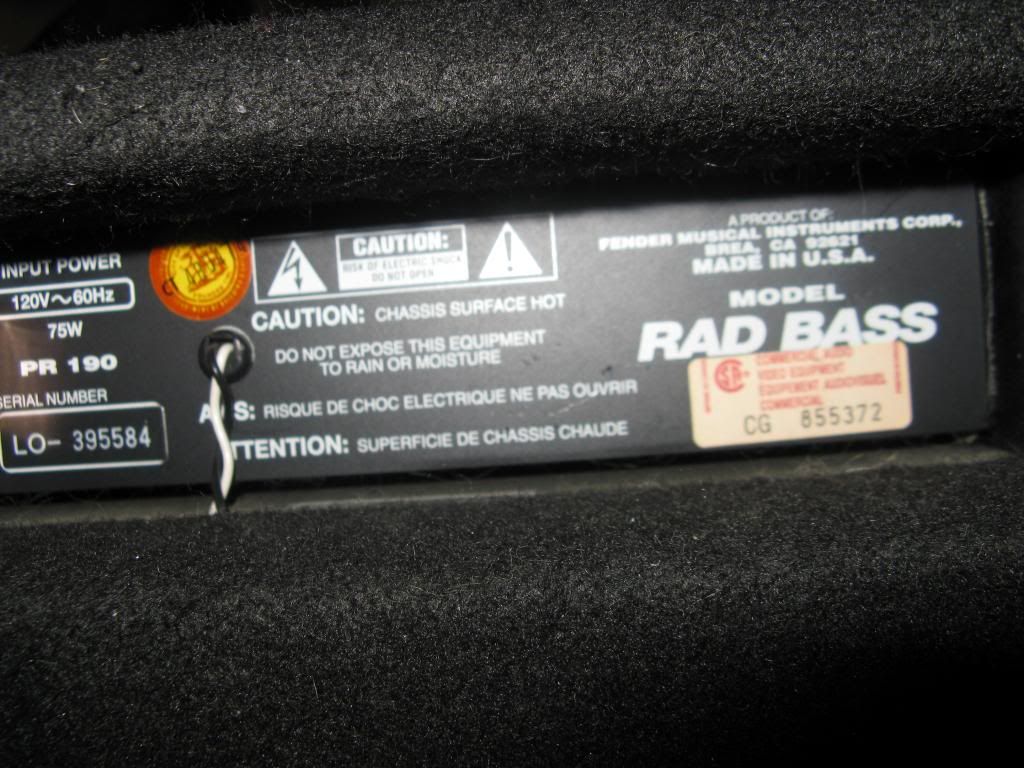 INPUT POWER
120V~60Hz
75W
PR 190
SERIAL NUMBER
LO- 395584
CAUTION:
RISK OF ELECTRIC SHOCK
DO NOT OPEN
CAUTION: CHASSIS SURFACE HOT
DO NOT EXPOSE THIS EQUIPMENT
TO RAIN OR MOISTURE
A S: RISQUE DE CHOC ELECTRIQUE NE PAS OUVRIR
TTENTION: SUPERFICIE DE CHASSIS CHAUDE
A PRODUCT OF:
FENDER MUSICAL INSTRUMENTS CORP.,
BREA, CA 92621
MADE IN U.S.A.
MODEL
RAD BASS
COMMERCIAL AUDIO
VIDEO EQUIPMENT
EQUIPEMENT AUDIOVISUEL
COMMERCIAL
CG 855372